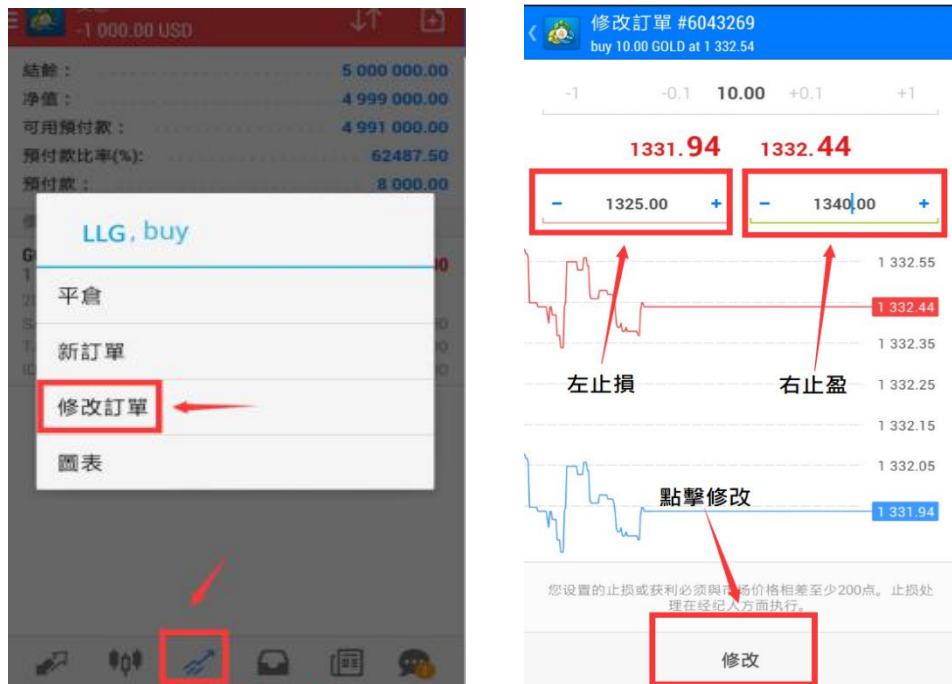 -1 000.00 USD
結餘：
5 000 000.00
净值：
4 999 000.00
可用預付款：
4 991 000.00
預付款比率(%):
62487.50
預付款：
8 000.00
LLG, buy
平倉
新訂單
修改訂單
圖表
修改訂單 #6043269
buy 10.00 GOLD at 1 332.54
-1 -0.1 10.00 +0.1 +1
1331.94 1332.44
- 1325.00 + - 1340.00 +
1 332.55
1 332.44
1 332.35
左止損 右止盈
1 332.25
1 332.15
1 332.05
點擊修改
1 331.94
您设置的止损或获利必须與市场价格相差至少200点。止损处
理在经纪人方面执行。
修改